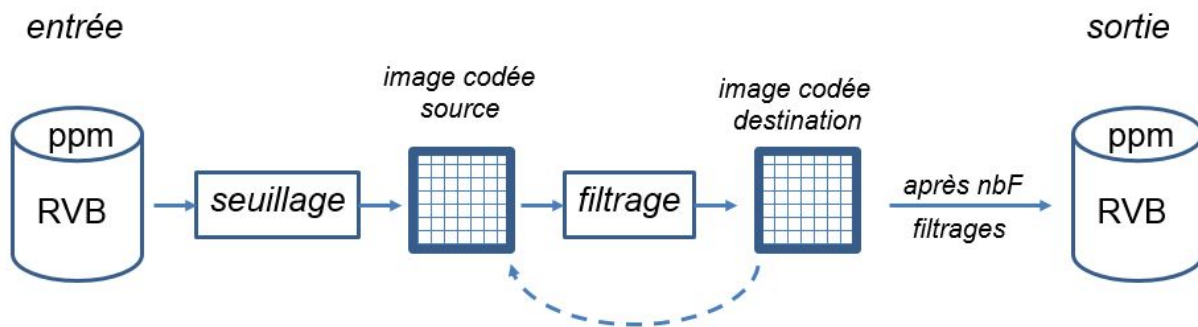 entrée
ppm
RVB
seuillage
image codée
source
filtrage
image codée
destination
après nbF
filtrages
sortie
ppm
RVB